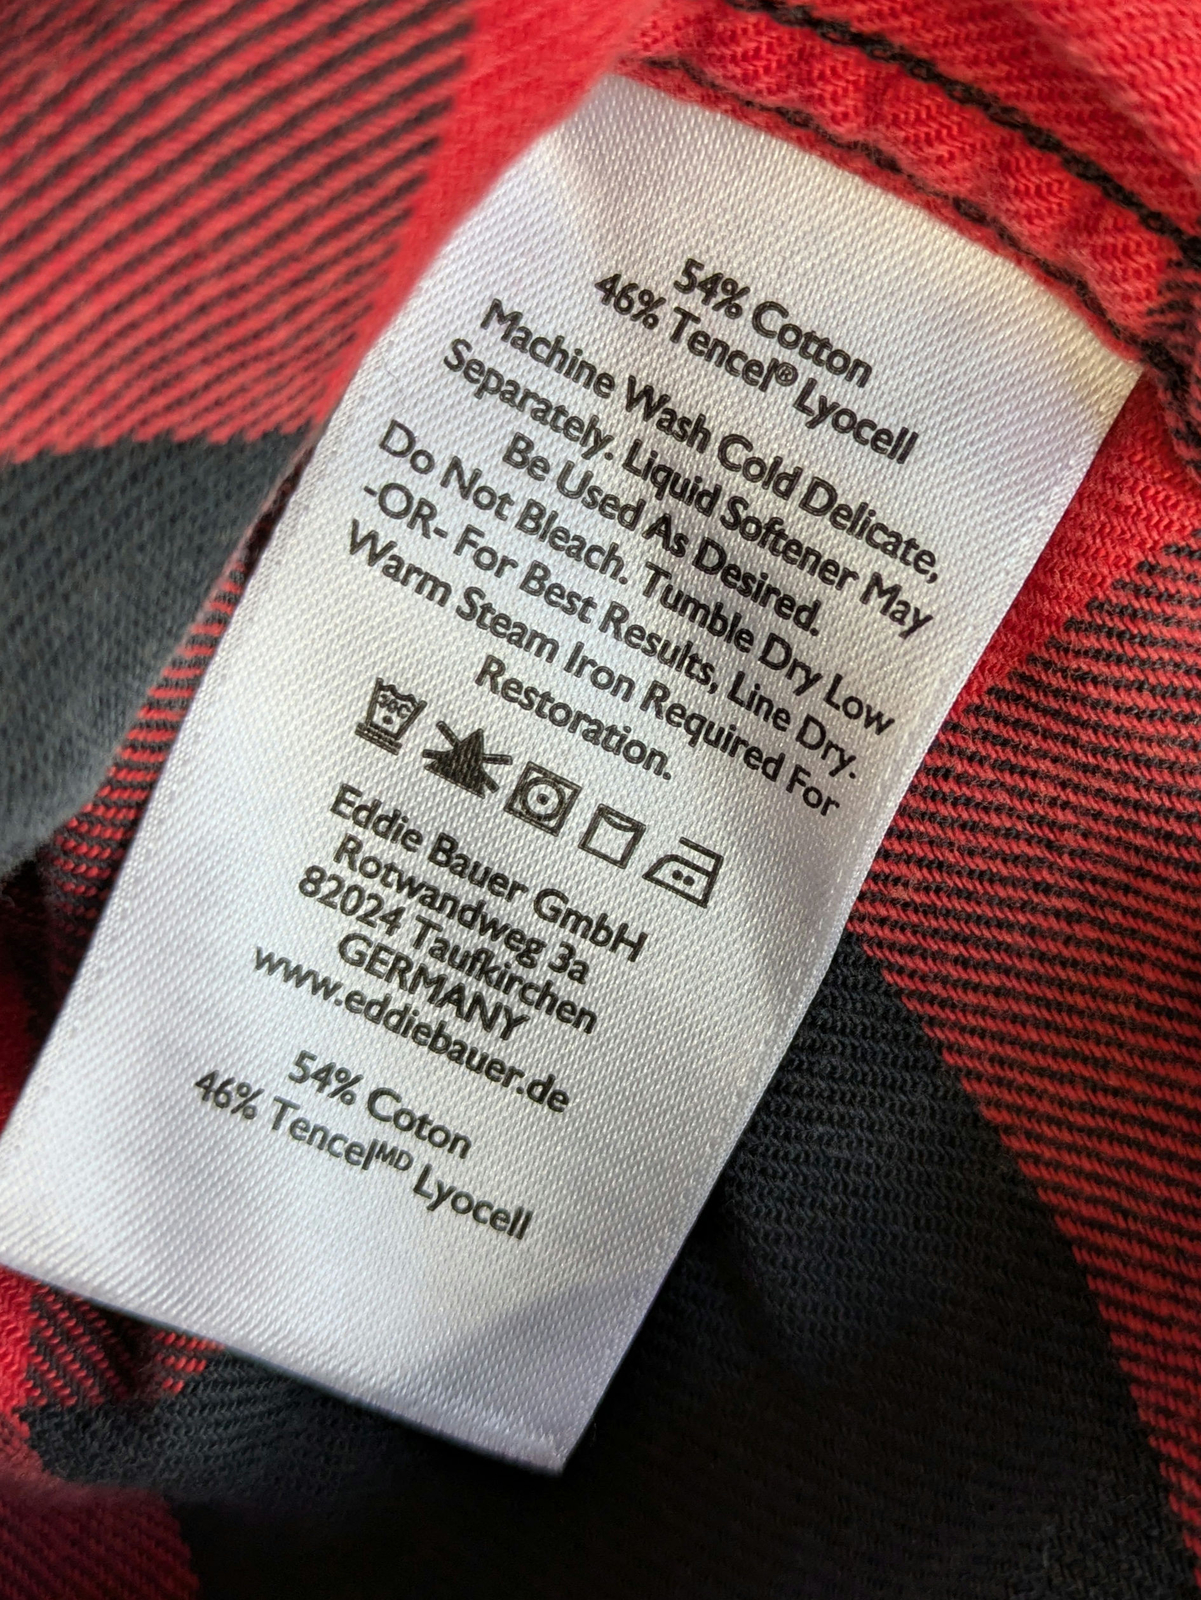 54% Cotton
46% Tencel® Lyocell
Machine Wash Cold Delicate,
Separately. Liquid Softener May
Be Used As Desired.
Do Not Bleach. Tumble Dry Low
-OR- For Best Results, Line Dry.
Warm Steam Iron Required For
Restoration.
30C
Eddie Bauer GmbH
Rotwandweg 3a
82024 Taufkirchen
GERMANY
www.eddiebauer.de
54% Coton
46% Tencelᴹᴰ Lyocell